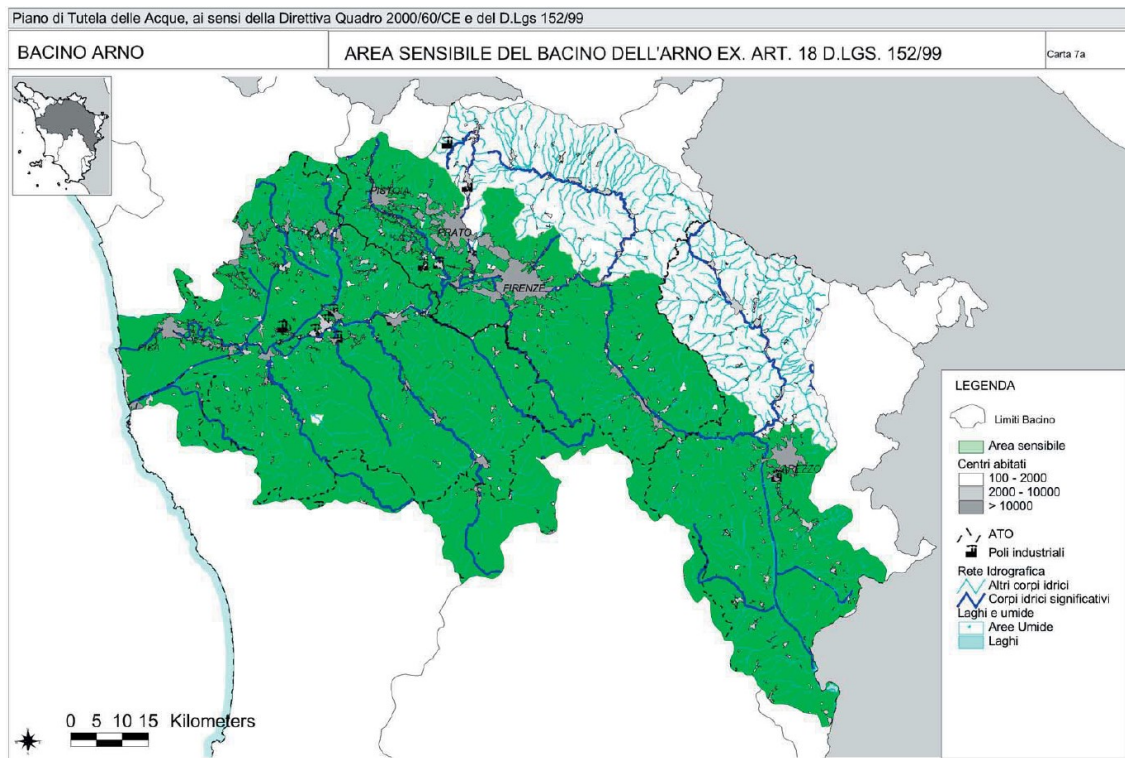 Piano di Tutela delle Acque, ai sensi della Direttiva Quadro 2000/60/CE e del D.Lgs 152/99
BACINO ARNO
AREA SENSIBILE DEL BACINO DELL'ARNO EX. ART. 18 D.LGS. 152/99
Carta 7a
PISTOIA
PRATO
FIRENZE
AREZZO
LEGENDA
Limiti Bacino
Area sensibile
Centri abitati
100 - 2000
2000 - 10000
> 10000
ATO
Poli industriali
Rete Idrografica
Altri corpi idrici
Corpi idrici significativi
Laghi e umide
Aree Umide
Laghi
0 5 10 15 Kilometers